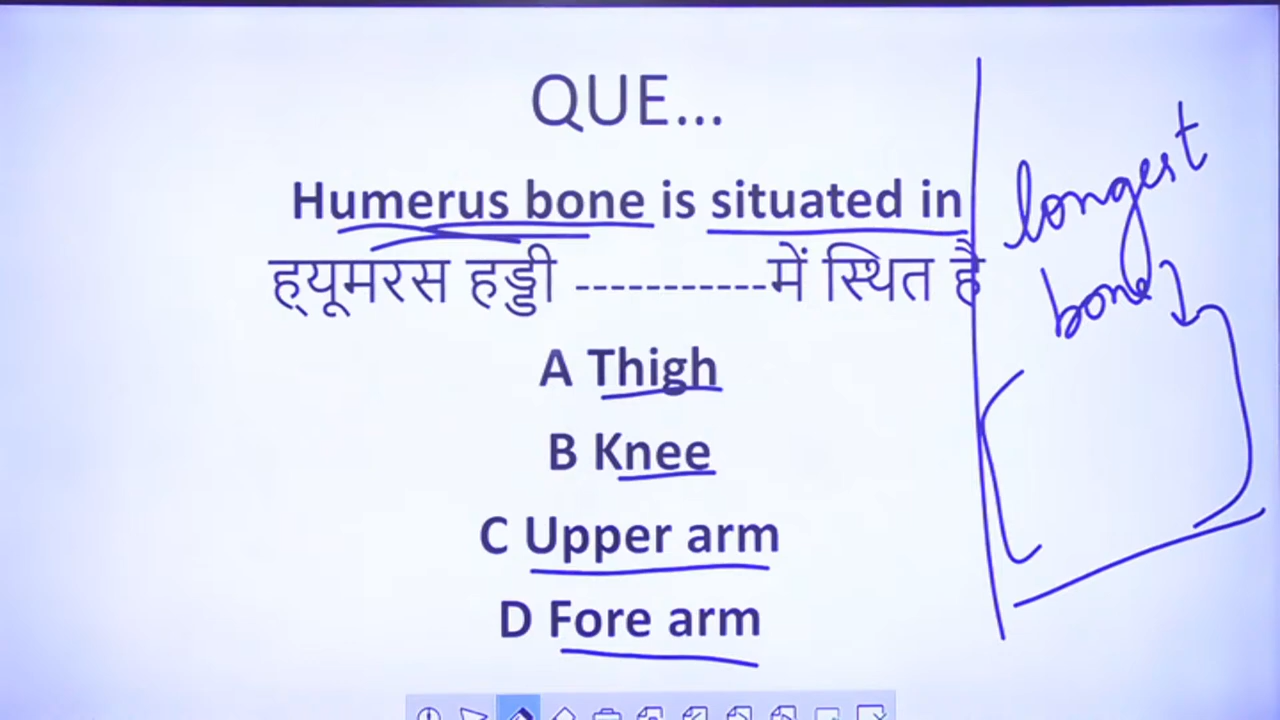 QUE...
Humerus bone is situated in
ह्यूमरस हड्डी -----------में स्थित है
A Thigh
B Knee
C Upper arm
D Fore arm
longest
bone